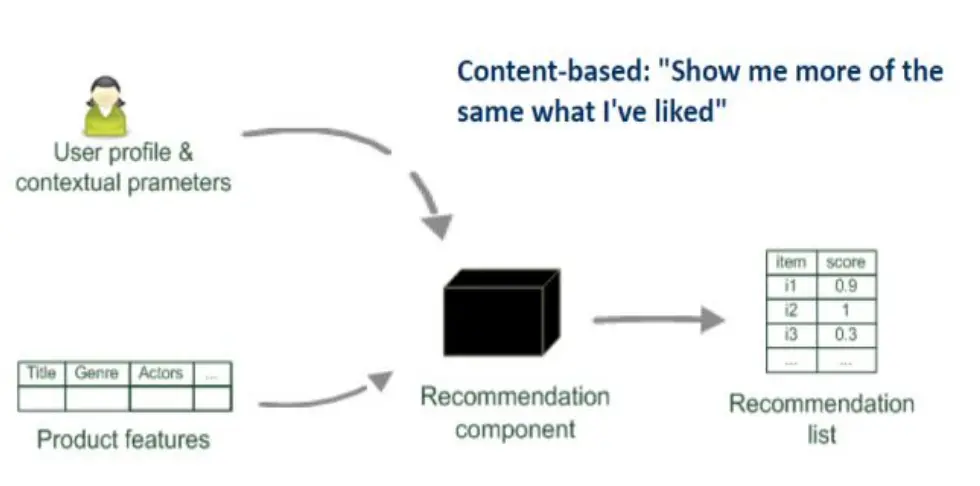 Content-based: "Show me more of the
same what I've liked"
User profile &
contextual prameters
item score
i1 0.9
i2 1
i3 0.3
... ...
Title Genre Actors ...
Product features
Recommendation
component
Recommendation
list